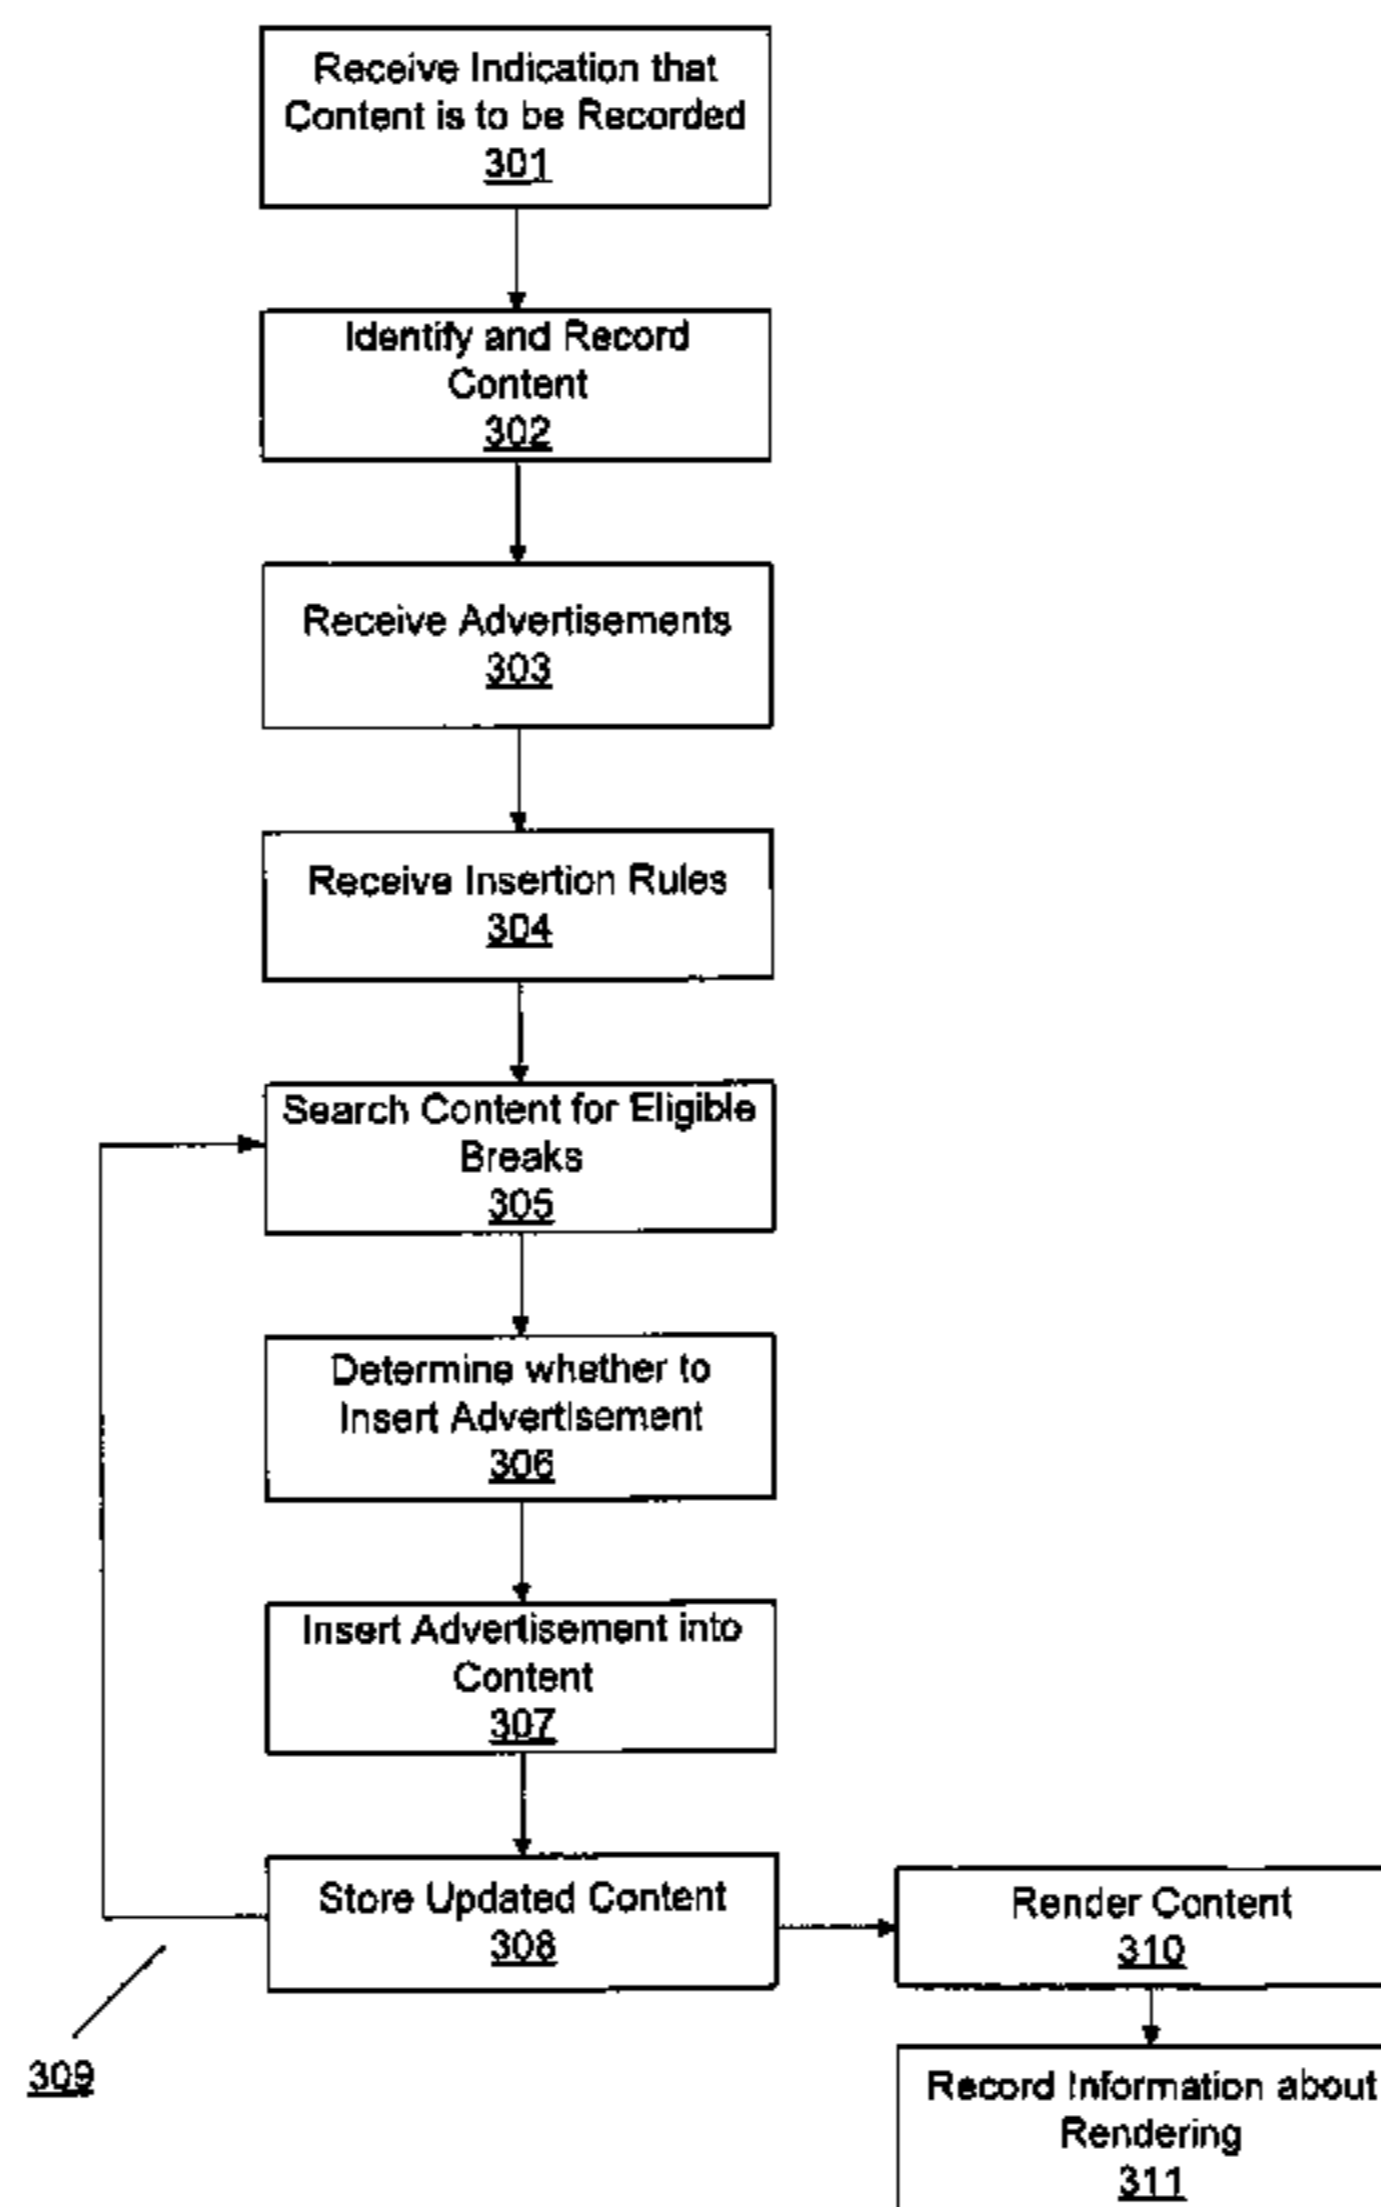 Receive Indication that
Content is to be Recorded
301
Identify and Record
Content
302
Receive Advertisements
303
Receive Insertion Rules
304
Search Content for Eligible
Breaks
305
Determine whether to
Insert Advertisement
306
Insert Advertisement into
Content
307
Store Updated Content
308
309
Render Content
310
Record Information about
Rendering
311